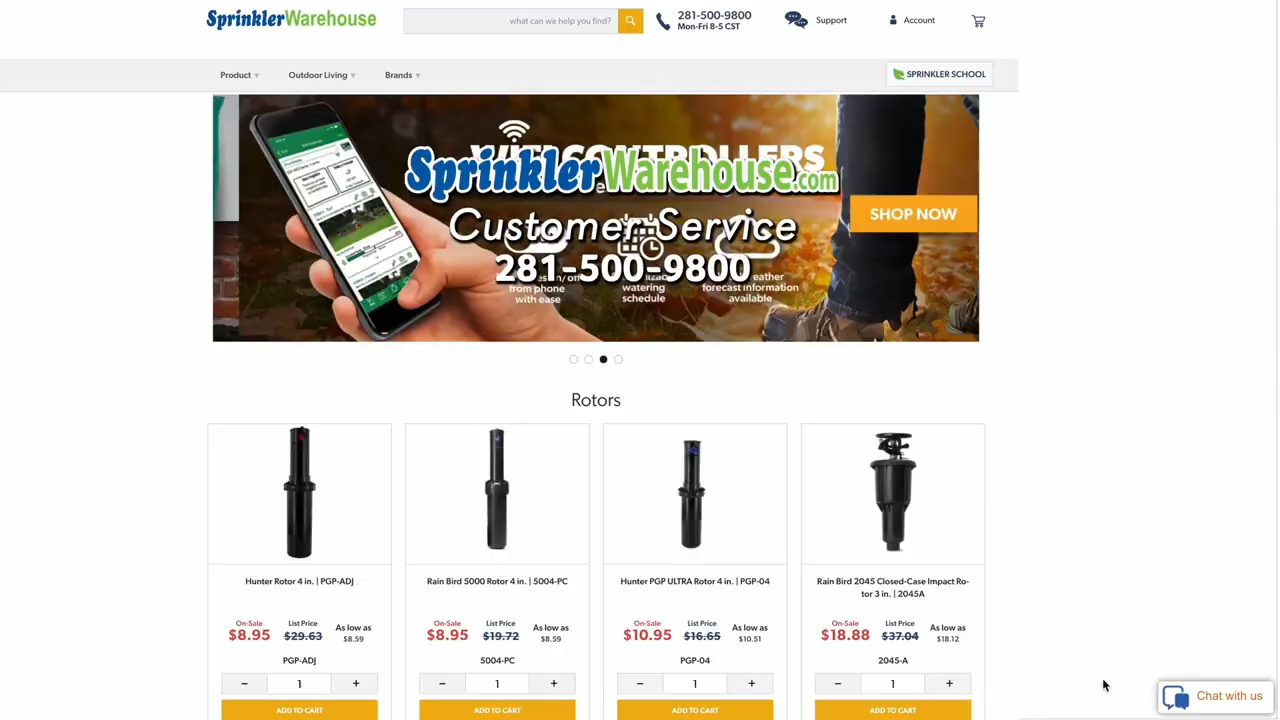 SprinklerWarehouse
what can we help you find?
281-500-9800
Mon-Fri 8-5 CST
Support
Account
Product
Outdoor Living
Brands
SPRINKLER SCHOOL
CONTROLLERS
SprinklerWarehouse.com
Customer Service
281-500-9800
SHOP NOW
from phone
with ease
watering
schedule
forecast information
available
Rotors
Hunter Rotor 4 in. | PGP-ADJ
On-Sale List Price As low as
$8.95 $29.63 $8.59
PGP-ADJ
- 1 +
ADD TO CART
Rain Bird 5000 Rotor 4 in. | 5004-PC
On-Sale List Price As low as
$8.95 $19.72 $8.59
5004-PC
- 1 +
ADD TO CART
Hunter PGP ULTRA Rotor 4 in. | PGP-04
On-Sale List Price As low as
$10.95 $16.65 $10.51
PGP-04
- 1 +
ADD TO CART
Rain Bird 2045 Closed-Case Impact Ro-
tor 3 in. | 2045A
On-Sale List Price As low as
$18.88 $37.04 $18.12
2045-A
- 1 +
ADD TO CART
Chat with us